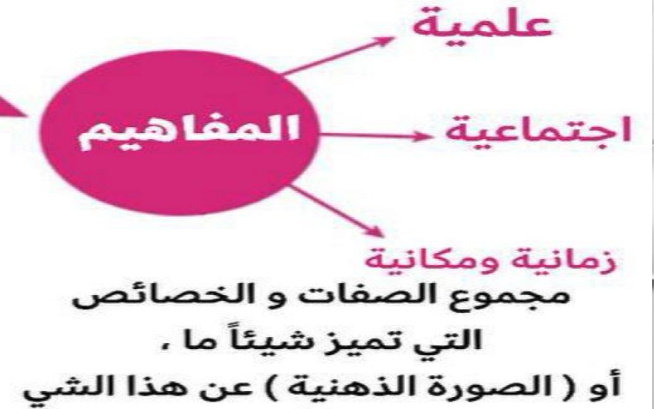 علمية
المفاهيم
اجتماعية
زمانية ومكانية
مجموع الصفات و الخصائص
التي تميز شيئاً ما ،
أو ( الصورة الذهنية ) عن هذا الشي